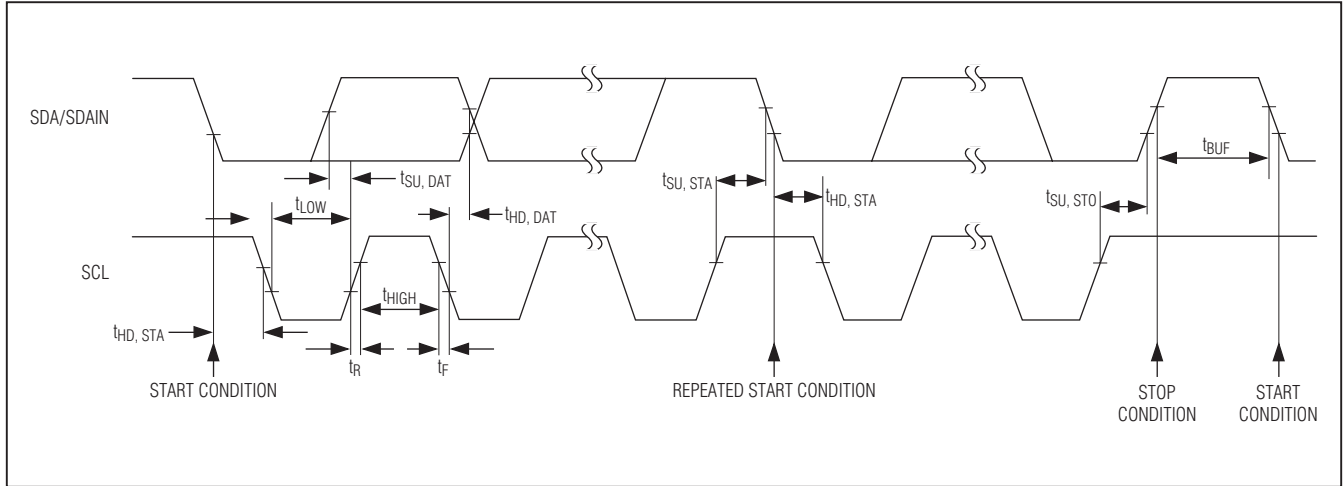 SDA/SDAIN
tSU, DAT
tHD, DAT
tLOW
tSU, STA
tHD, STA
tBUF
tSU, STO
SCL
tHIGH
tHD, STA
tR
tF
START CONDITION
REPEATED START CONDITION
STOP
CONDITION
START
CONDITION